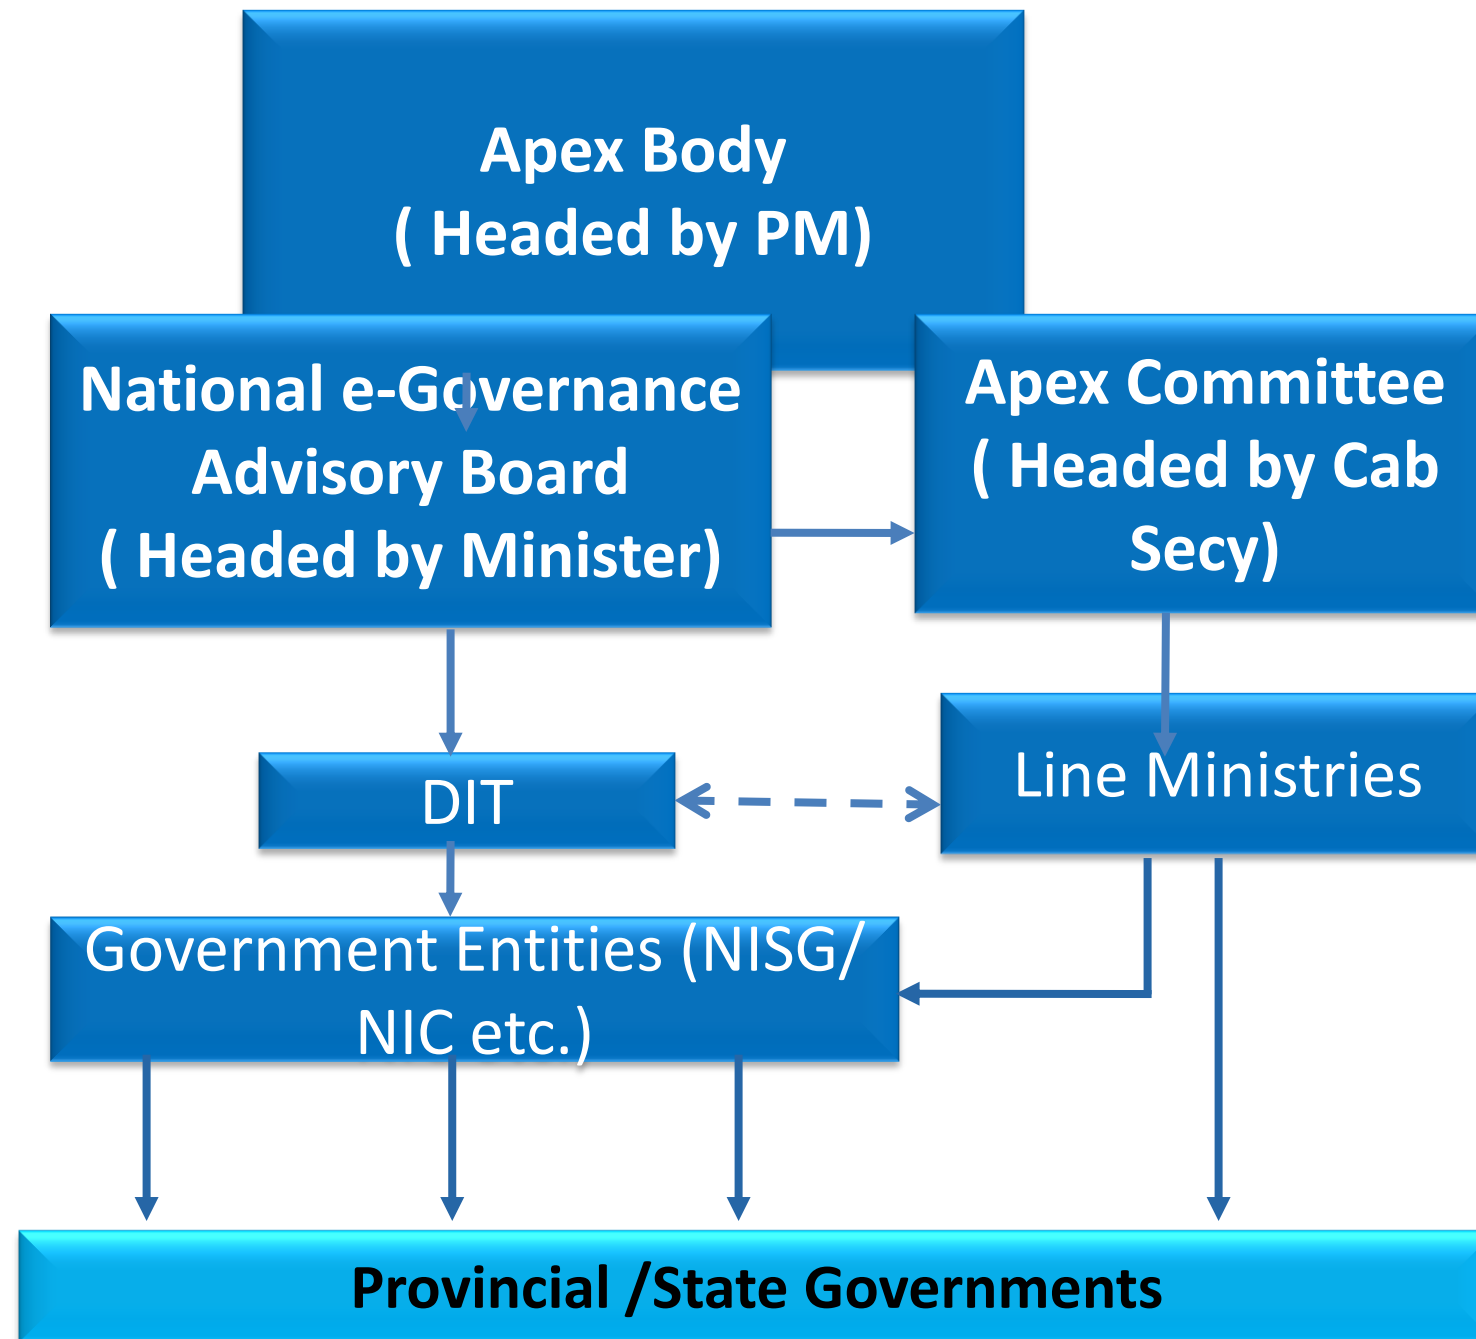 Apex Body
( Headed by PM)
National e-Governance
Advisory Board
( Headed by Minister)
Apex Committee
( Headed by Cab
Secy)
DIT
Line Ministries
Government Entities (NISG/
NIC etc.)
Provincial /State Governments